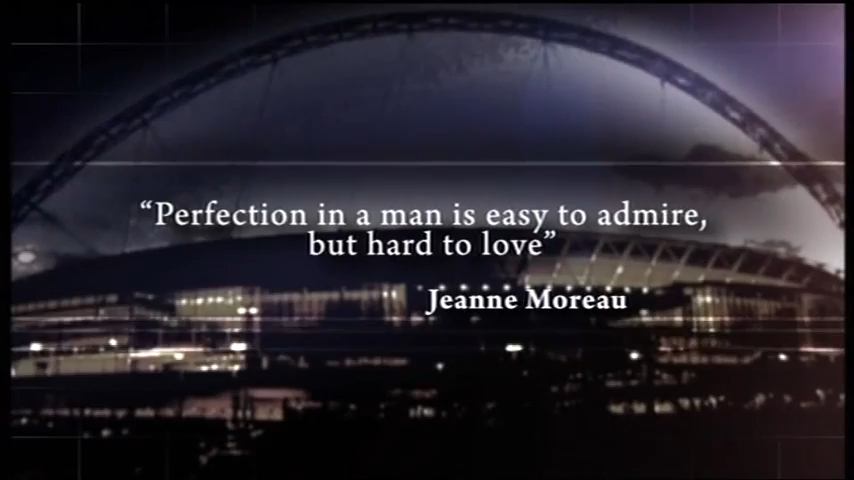 “Perfection in a man is easy to admire,
but hard to love”
Jeanne Moreau